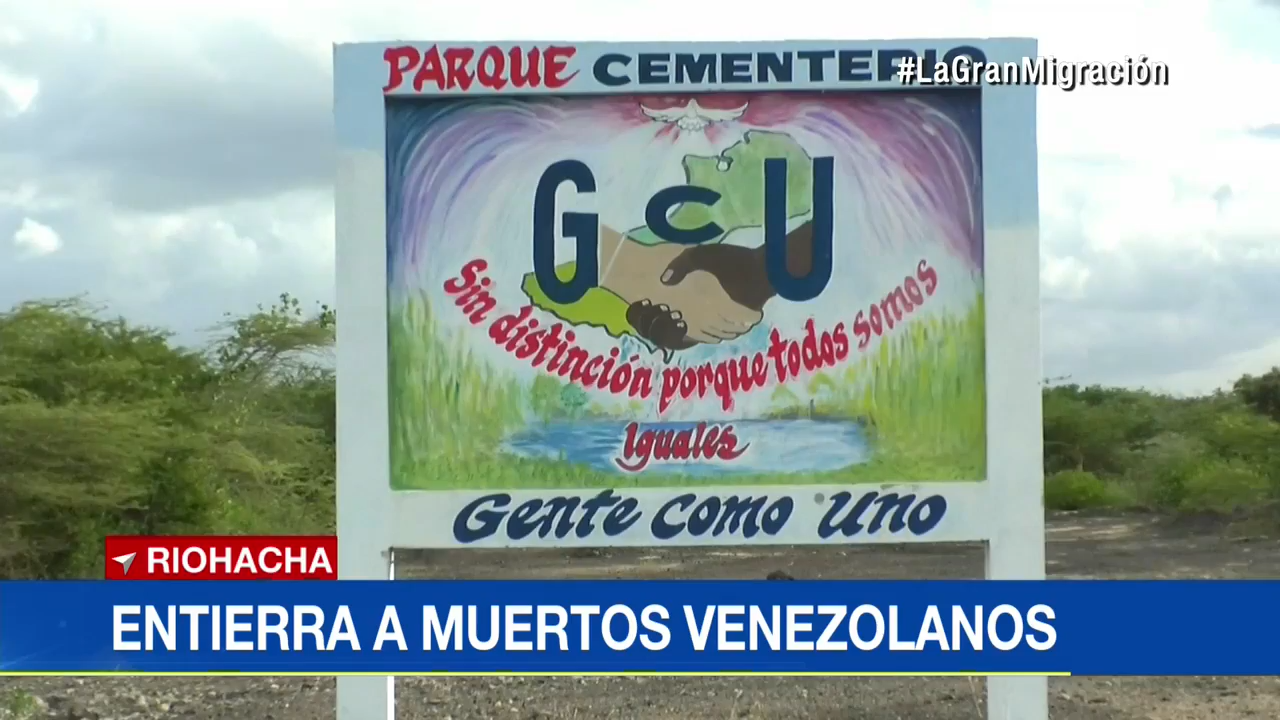 PARQUE CEMENTERIO
#LaGranMigración
GCU
Sin distinción porque todos somos
Iguales
Gente como Uno
RIOHACHA
ENTIERRA A MUERTOS VENEZOLANOS